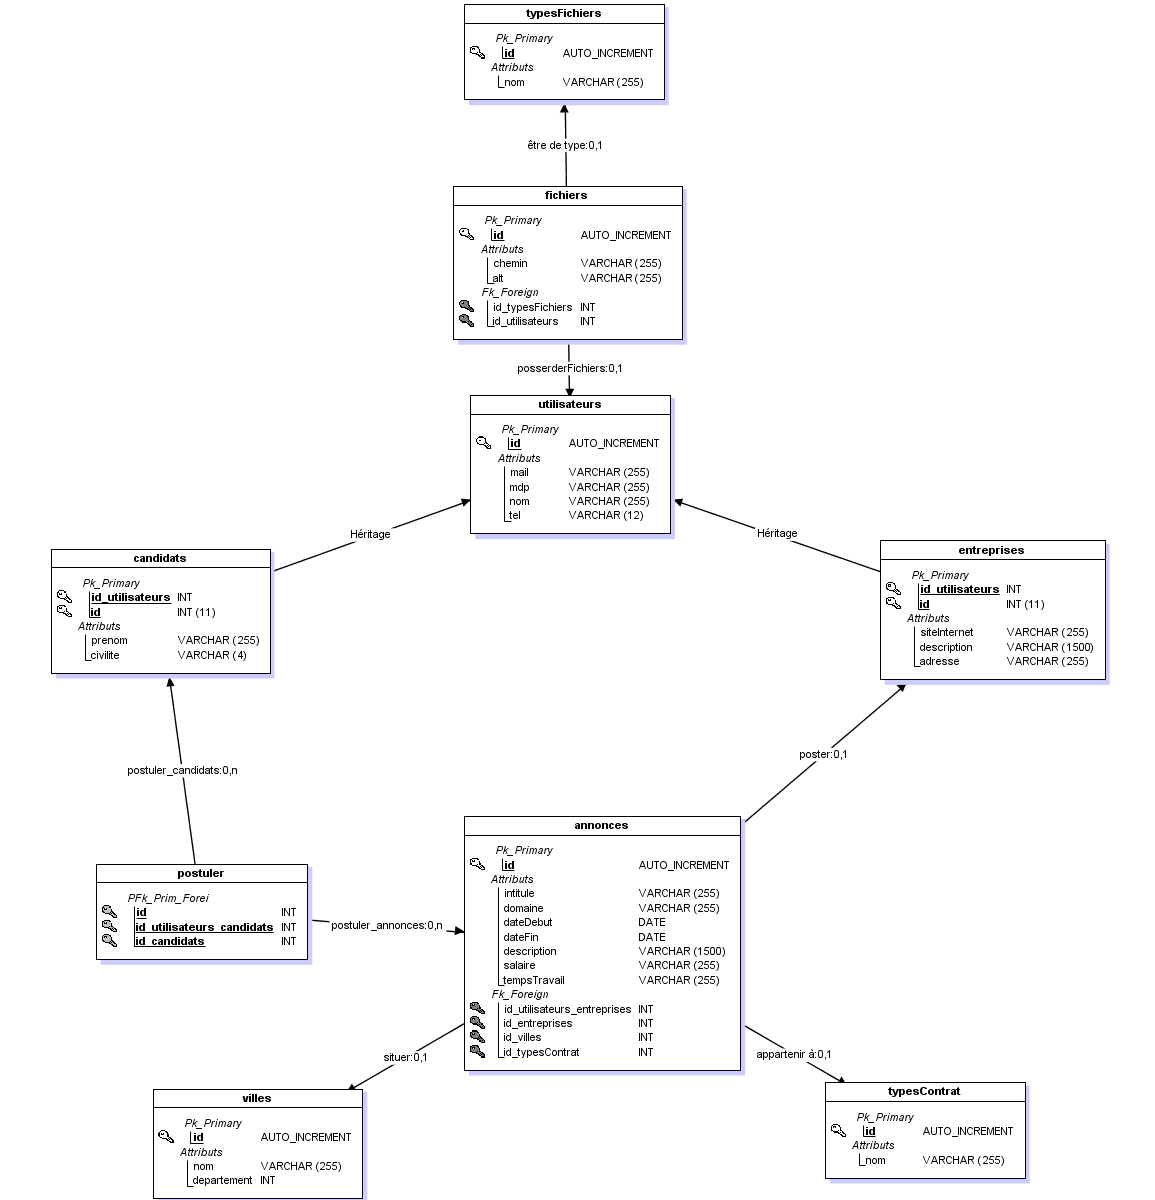 typesFichiers
Pk_Primary
id AUTO_INCREMENT
Attributs
nom VARCHAR (255)
être de type:0,1
fichiers
Pk_Primary
id AUTO_INCREMENT
Attributs
chemin VARCHAR (255)
alt VARCHAR (255)
Fk_Foreign
id_typesFichiers INT
id_utilisateurs INT
posserderFichiers:0,1
utilisateurs
Pk_Primary
id AUTO_INCREMENT
Attributs
mail VARCHAR (255)
mdp VARCHAR (255)
nom VARCHAR (255)
tel VARCHAR (12)
Héritage
Héritage
candidats
Pk_Primary
id_utilisateurs INT
id INT (11)
Attributs
prenom VARCHAR (255)
civilite VARCHAR (4)
entreprises
Pk_Primary
id_utilisateurs INT
id INT (11)
Attributs
siteInternet VARCHAR (255)
description VARCHAR (1500)
adresse VARCHAR (255)
postuler_candidats:0,n
poster:0,1
postuler
PFk_Prim_Forei
id INT
id_utilisateurs_candidats INT
id_candidats INT
postuler_annonces:0,n
annonces
Pk_Primary
id AUTO_INCREMENT
Attributs
intitule VARCHAR (255)
domaine VARCHAR (255)
dateDebut DATE
dateFin DATE
description VARCHAR (1500)
salaire VARCHAR (255)
tempsTravail VARCHAR (255)
Fk_Foreign
id_utilisateurs_entreprises INT
id_entreprises INT
id_villes INT
id_typesContrat INT
situer:0,1
appartenir à:0,1
villes
Pk_Primary
id AUTO_INCREMENT
Attributs
nom VARCHAR (255)
departement INT
typesContrat
Pk_Primary
id AUTO_INCREMENT
Attributs
nom VARCHAR (255)